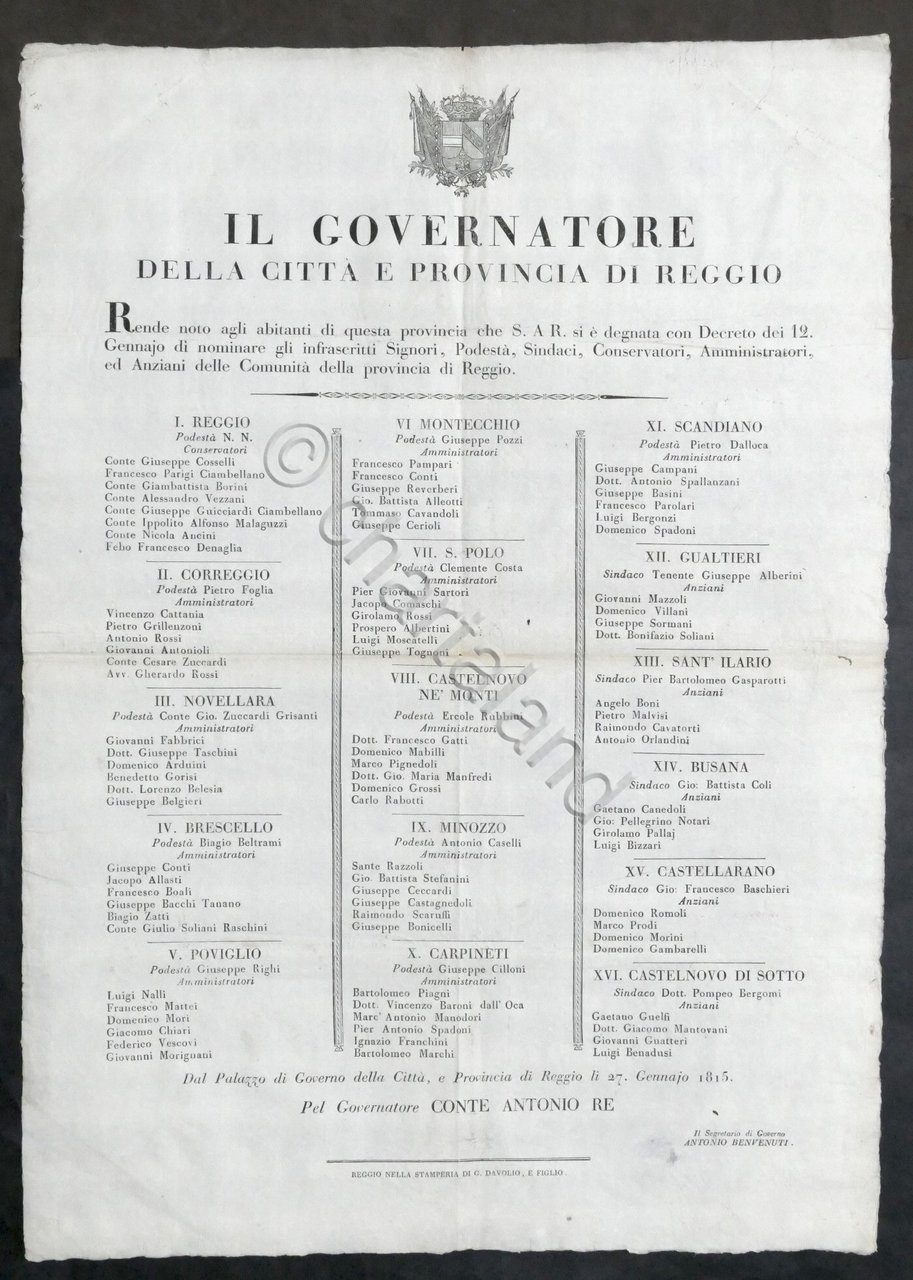 IL GOVERNATORE
DELLA CITTÀ E PROVINCIA DI REGGIO
Rende noto agli abitanti di questa provincia che S. A R. si è degnata con Decreto dei 12.
Gennajo di nominare gli infrascritti Signori, Podestà, Sindaci, Conservatori, Amministratori,
ed Anziani delle Comunità della provincia di Reggio.
I. REGGIO
Podestà N. N.
Conservatori
Conte Giuseppe Cosselli
Francesco Parigi Ciambellano
Conte Giambattista Borini
Conte Alessandro Vezzani
Conte Giuseppe Guicciardi Ciambellano
Conte Ippolito Alfonso Malaguzzi
Conte Nicola Ancini
Febo Francesco Denaglia
II. CORREGGIO
Podestà Pietro Foglia
Amministratori
Vincenzo Cattania
Pietro Grillenzoni
Antonio Rossi
Giovanni Antonioli
Conte Cesare Zuccardi
Avv. Gherardo Rossi
III. NOVELLARA
Podestà Conte Gio. Zuccardi Grisanti
Amministratori
Giovanni Fabbrici
Dott. Giuseppe Taschini
Domenico Arduini
Benedetto Gorisi
Dott. Lorenzo Belesia
Giuseppe Belgieri
IV. BRESCELLO
Podestà Biagio Beltrami
Amministratori
Giuseppe Conti
Jacopo Allasti
Francesco Boali
Giuseppe Bacchi Tanano
Biagio Zatti
Conte Giulio Soliani Raschini
V. POVIGLIO
Podestà Giuseppe Righi
Amministratori
Luigi Nalli
Francesco Mattei
Domenico Mori
Giacomo Chiari
Federico Vescovi
Giovanni Morignani
VI MONTECCHIO
Podestà Giuseppe Pozzi
Amministratori
Francesco Pampari
Francesco Conti
Giuseppe Reverberi
Gio. Battista Alleotti
Tommaso Cavandoli
Giuseppe Cerioli
VII. S. POLO
Podestà Clemente Costa
Amministratori
Pier Giovanni Sartori
Jacopo Comaschi
Girolamo Rossi
Prospero Albertini
Luigi Moscatelli
Giuseppe Tognoni
VIII. CASTELNOVO
NE' MONTI
Podestà Ercole Rubbini
Amministratori
Dott. Francesco Gatti
Domenico Mabilli
Marco Pignedoli
Dott. Gio. Maria Manfredi
Domenico Grossi
Carlo Rabotti
IX. MINOZZO
Podestà Antonio Caselli
Amministratori
Sante Razzoli
Gio. Battista Stefanini
Giuseppe Ceccardi
Giuseppe Castagnedoli
Raimondo Scaruffi
Giuseppe Bonicelli
X. CARPINETI
Podestà Giuseppe Cilloni
Amministratori
Bartolomeo Piagni
Dott. Vincenzo Baroni dall' Oca
Marc' Antonio Manodori
Pier Antonio Spadoni
Ignazio Franchini
Bartolomeo Marchi
XI. SCANDIANO
Podestà Pietro Dalluca
Amministratori
Giuseppe Campani
Dott. Antonio Spallanzani
Giuseppe Basini
Francesco Parolari
Luigi Bergonzi
Domenico Spadoni
XII. GUALTIERI
Sindaco Tenente Giuseppe Alberini
Anziani
Giovanni Mazzoli
Domenico Villani
Giuseppe Sormani
Dott. Bonifazio Soliani
XIII. SANT' ILARIO
Sindaco Pier Bartolomeo Gasparotti
Anziani
Angelo Boni
Pietro Malvisi
Raimondo Cavatorti
Antonio Orlandini
XIV. BUSANA
Sindaco Gio: Battista Coli
Anziani
Gaetano Canedoli
Gio: Pellegrino Notari
Girolamo Pallaj
Luigi Bizzari
XV. CASTELLARANO
Sindaco Gio: Francesco Baschieri
Anziani
Domenico Romoli
Marco Prodi
Domenico Morini
Domenico Gambarelli
XVI. CASTELNOVO DI SOTTO
Sindaco Dott. Pompeo Bergomi
Anziani
Gaetano Guelfi
Dott. Giacomo Mantovani
Giovanni Guatteri
Luigi Benadusi
Dal Palazzo di Governo della Città, e Provincia di Reggio li 27. Gennajo 1815.
Pel Governatore CONTE ANTONIO RE
Il Segretario di Governo
ANTONIO BENVENUTI.
REGGIO NELLA STAMPERIA DI G. DAVOLIO, E FIGLIO.
© chartaland